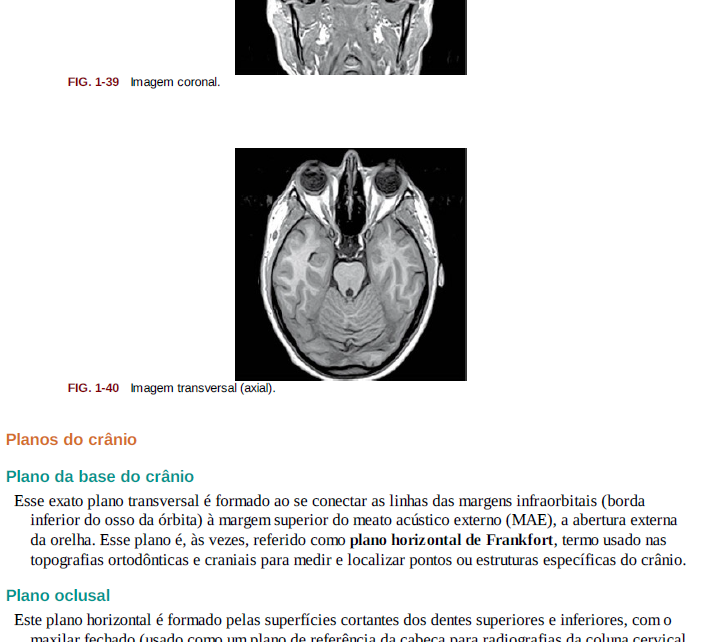 FIG. 1-39 Imagem coronal.
FIG. 1-40 Imagem transversal (axial).
Planos do crânio
Plano da base do crânio
Esse exato plano transversal é formado ao se conectar as linhas das margens infraorbitais (borda
inferior do osso da órbita) à margem superior do meato acústico externo (MAE), a abertura externa
da orelha. Esse plano é, às vezes, referido como plano horizontal de Frankfort, termo usado nas
topografias ortodônticas e craniais para medir e localizar pontos ou estruturas específicas do crânio.
Plano oclusal
Este plano horizontal é formado pelas superfícies cortantes dos dentes superiores e inferiores, com o
maxilar fechado (usado como um plano de referência da cabeça para radiografias da coluna cervical